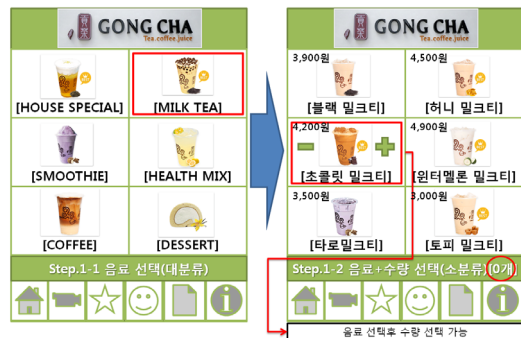 GONG CHA
Tea.coffee.juice
[HOUSE SPECIAL]
[MILK TEA]
[SMOOTHIE]
[HEALTH MIX]
[COFFEE]
[DESSERT]
Step.1-1 음료 선택(대분류)
GONG CHA
Tea.coffee.juice
3,900원
4,500원
[블랙 밀크티]
[허니 밀크티]
4,200원
4,900원
[초콜릿 밀크티]
[윈터멜론 밀크티]
3,500원
3,000원
[타로밀크티]
[토피 밀크티]
Step.1-2 음료+수량 선택(소분류) 0개
음료 선택후 수량 선택 가능